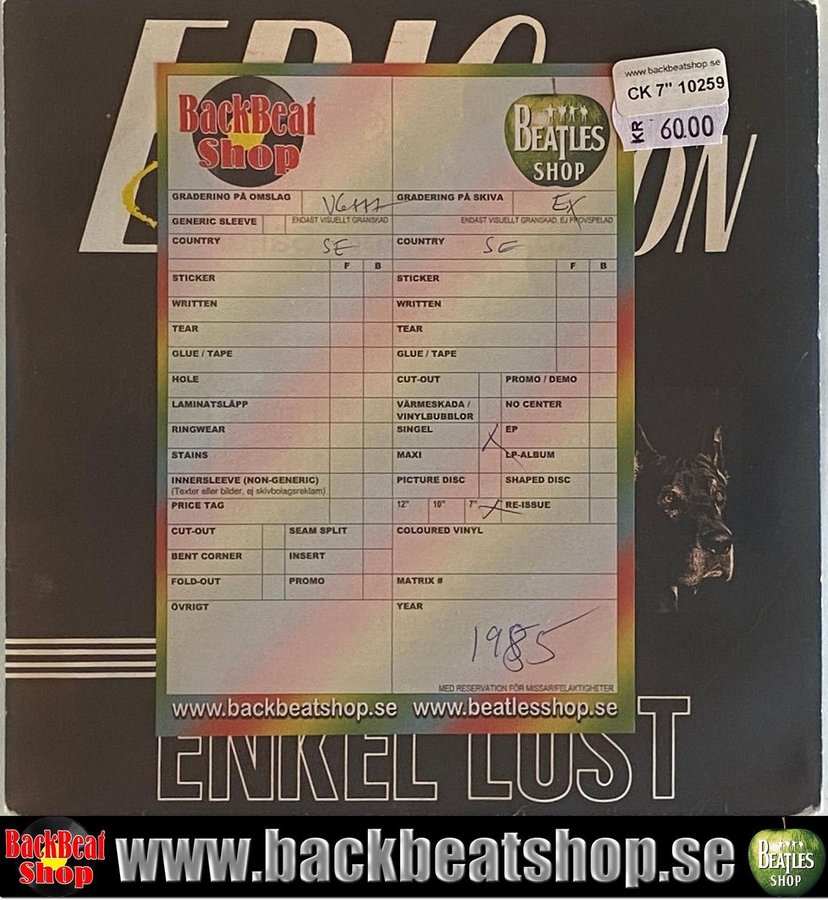 ERIC
ON
www.backbeatshop.se
CK 7" 10259
KR 60.00
BackBeat
Shop
BEATLES
SHOP
GRADERING PÅ OMSLAG VG+++ GRADERING PÅ SKIVA EX
GENERIC SLEEVE ENDAST VISUELLT GRANSKAD ENDAST VISUELLT GRANSKAD, EJ PROVSPELAD
COUNTRY SE COUNTRY SE
F B F B
STICKER STICKER
WRITTEN WRITTEN
TEAR TEAR
GLUE / TAPE GLUE / TAPE
HOLE CUT-OUT PROMO / DEMO
LAMINATSLÄPP VÄRMESKADA / VINYLBUBBLOR NO CENTER
RINGWEAR SINGEL X EP
STAINS MAXI LP-ALBUM
INNERSLEEVE (NON-GENERIC) PICTURE DISC SHAPED DISC
(Texter eller bilder, ej skivbolagsreklam)
PRICE TAG 12" 10" 7" X RE-ISSUE
CUT-OUT SEAM SPLIT COLOURED VINYL
BENT CORNER INSERT
FOLD-OUT PROMO MATRIX #
ÖVRIGT YEAR
1985
MED RESERVATION FÖR MISSAR/FELAKTIGHETER
www.backbeatshop.se www.beatlesshop.se
ENKEL LUST
BackBeat
Shop
www.backbeatshop.se
BEATLES
SHOP